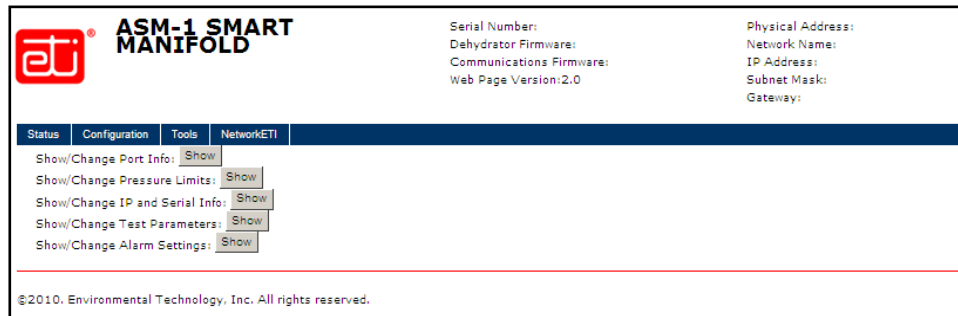 eti®
ASM-1 SMART
MANIFOLD
Serial Number:
Dehydrator Firmware:
Communications Firmware:
Web Page Version:2.0
Physical Address:
Network Name:
IP Address:
Subnet Mask:
Gateway:
Status Configuration Tools NetworkETI
Show/Change Port Info: Show
Show/Change Pressure Limits: Show
Show/Change IP and Serial Info: Show
Show/Change Test Parameters: Show
Show/Change Alarm Settings: Show
©2010. Environmental Technology, Inc. All rights reserved.